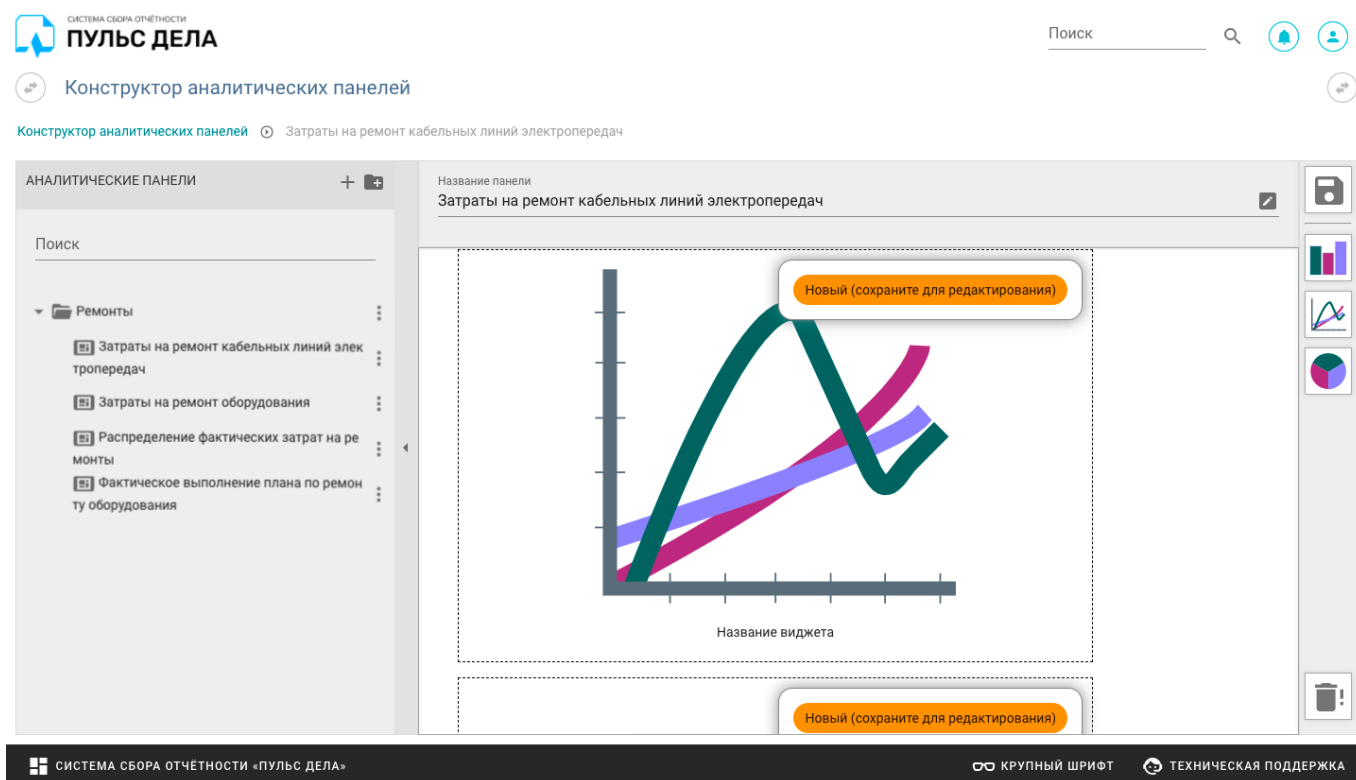 СИСТЕМА СБОРА ОТЧЁТНОСТИ
ПУЛЬС ДЕЛА
Поиск
Конструктор аналитических панелей
Конструктор аналитических панелей Затраты на ремонт кабельных линий электропередач
АНАЛИТИЧЕСКИЕ ПАНЕЛИ
Поиск
Ремонты
Затраты на ремонт кабельных линий элек
тропередач
Затраты на ремонт оборудования
Распределение фактических затрат на ре
монты
Фактическое выполнение плана по ремон
ту оборудования
Название панели
Затраты на ремонт кабельных линий электропередач
Новый (сохраните для редактирования)
Название виджета
Новый (сохраните для редактирования)
СИСТЕМА СБОРА ОТЧЁТНОСТИ «ПУЛЬС ДЕЛА»
КРУПНЫЙ ШРИФТ
ТЕХНИЧЕСКАЯ ПОДДЕРЖКА